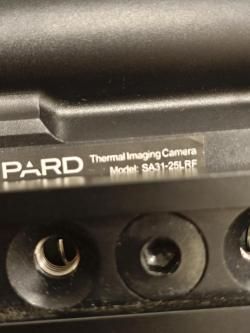 PARD
Thermal Imaging Camera
Model: SA31-25LRF